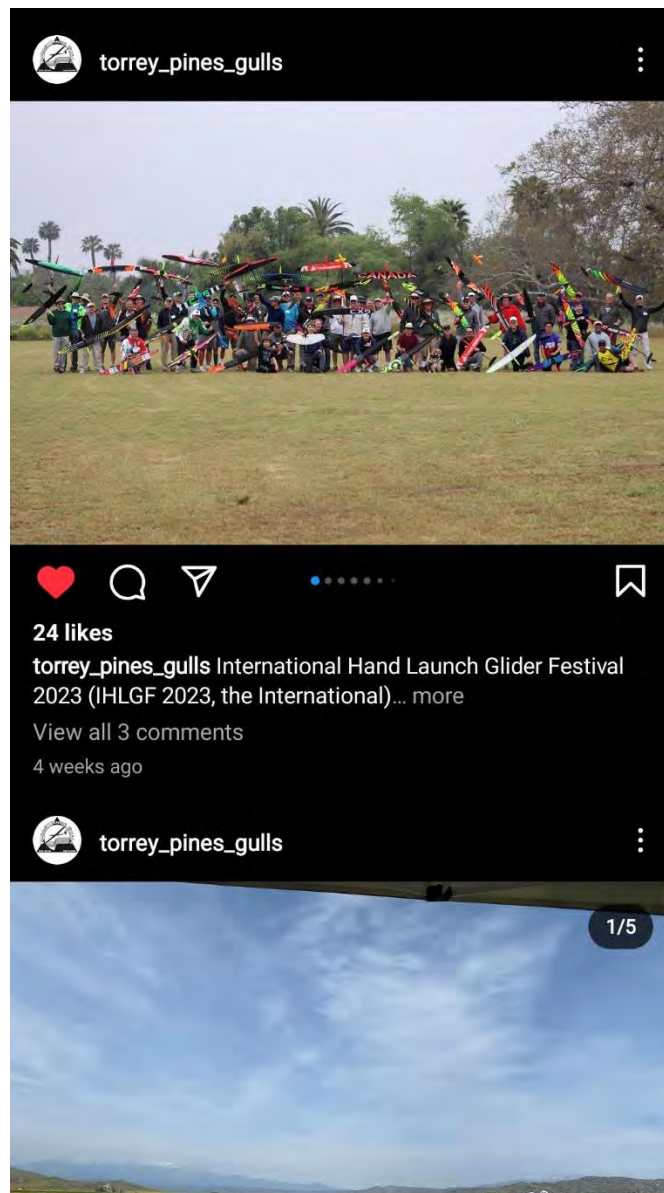 torrey_pines_gulls
CANADA
24 likes
torrey_pines_gulls International Hand Launch Glider Festival
2023 (IHLGF 2023, the International)... more
View all 3 comments
4 weeks ago
torrey_pines_gulls
1/5